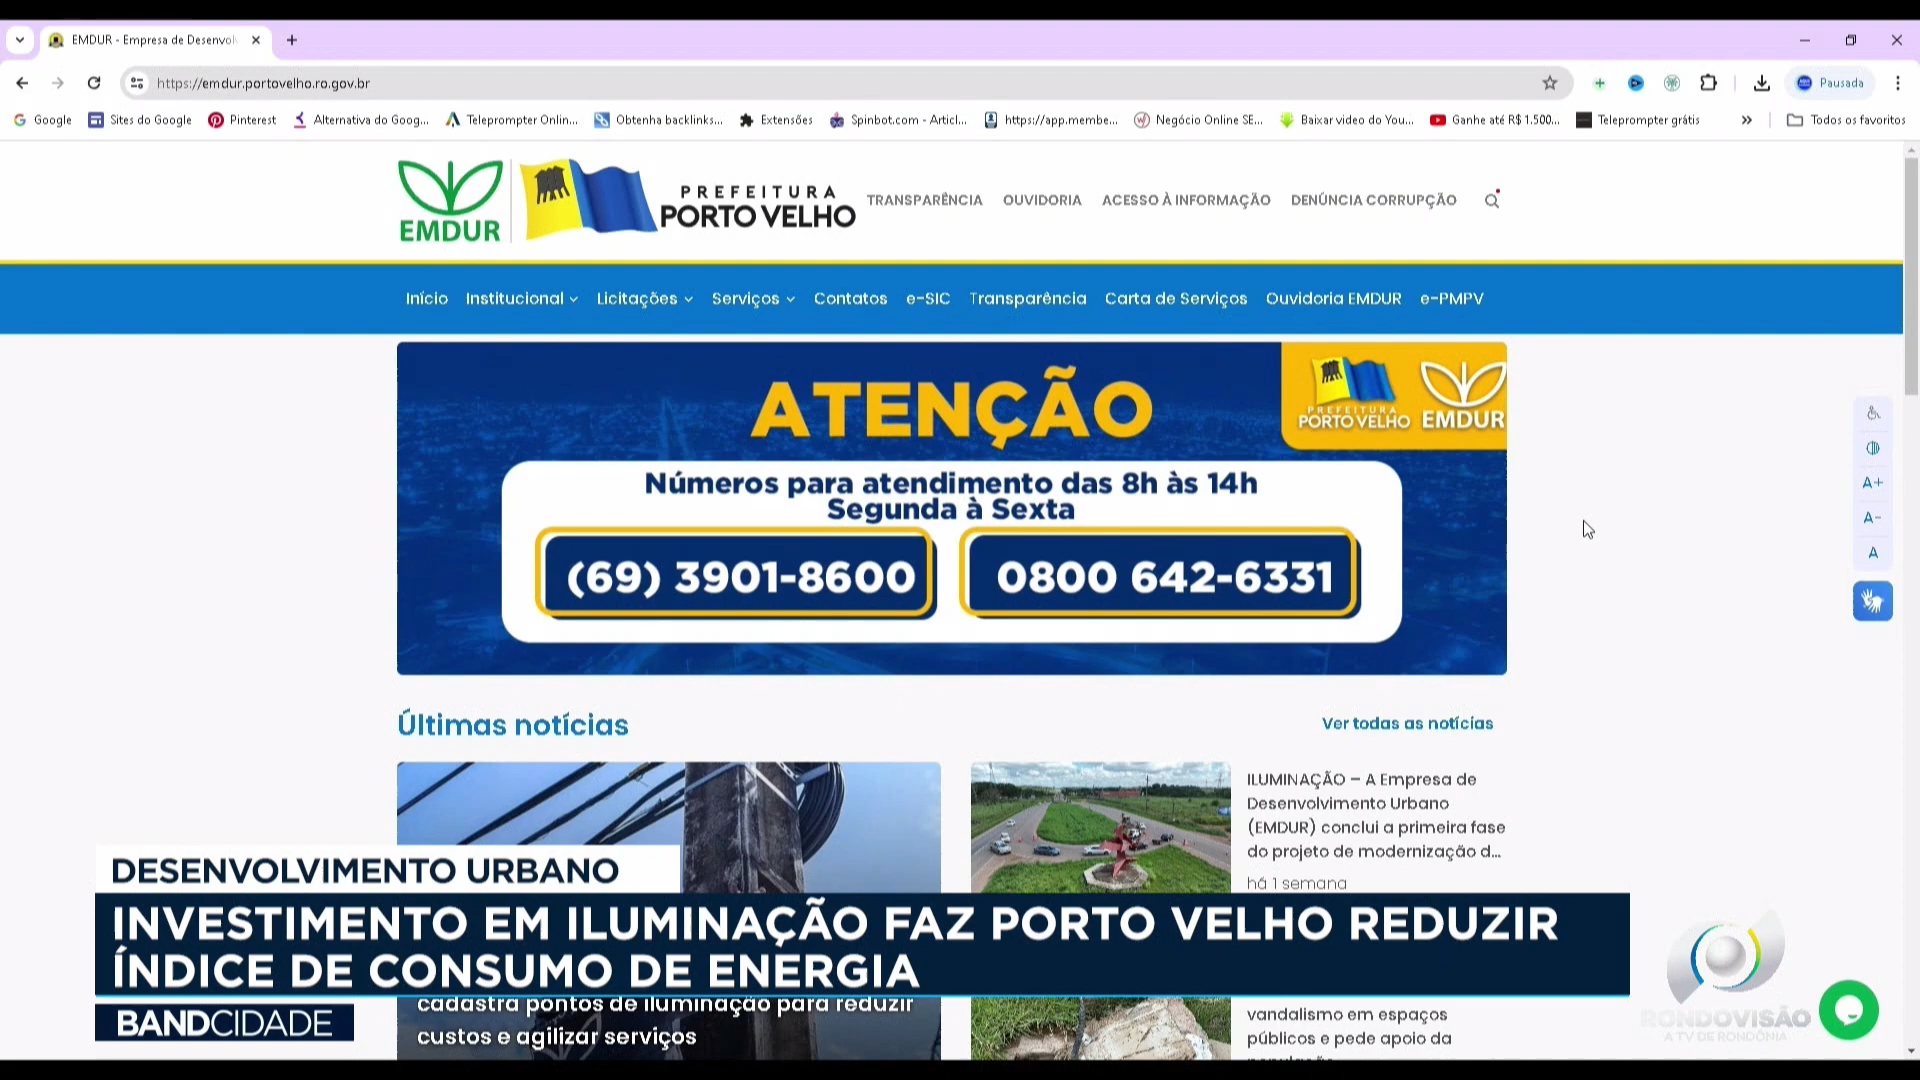 EMDUR - Empresa de Desenvol
https://emdur.portovelho.ro.gov.br
Pausada
Google
Sites do Google
Pinterest
Alternativa do Goog...
Teleprompter Onlin...
Obtenha backlinks...
Extensões
Spinbot.com - Articl...
https://app.membe...
Negócio Online SE...
Baixar video do You...
Ganhe até R$ 1.500...
Teleprompter grátis
Todos os favoritos
EMDUR
PREFEITURA
PORTO VELHO
TRANSPARÊNCIA
OUVIDORIA
ACESSO À INFORMAÇÃO
DENÚNCIA CORRUPÇÃO
Início
Institucional
Licitações
Serviços
Contatos
e-SIC
Transparência
Carta de Serviços
Ouvidoria EMDUR
e-PMPV
ATENÇÃO
PREFEITURA
PORTO VELHO
EMDUR
Números para atendimento das 8h às 14h
Segunda à Sexta
(69) 3901-8600
0800 642-6331
A+
A-
A
Últimas notícias
Ver todas as notícias
ILUMINAÇÃO – A Empresa de
Desenvolvimento Urbano
(EMDUR) conclui a primeira fase
do projeto de modernização d...
há 1 semana
DESENVOLVIMENTO URBANO
INVESTIMENTO EM ILUMINAÇÃO FAZ PORTO VELHO REDUZIR
ÍNDICE DE CONSUMO DE ENERGIA
cadastra pontos de iluminação para reduzir
custos e agilizar serviços
vandalismo em espaços
públicos e pede apoio da
BANDCIDADE
RONDOVISÃO
A TV DE RONDÔNIA